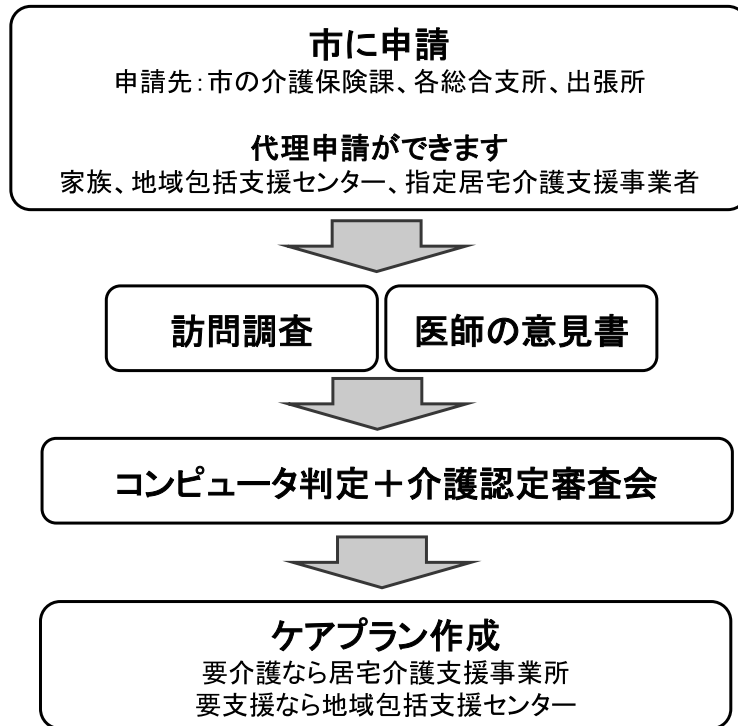 市に申請
申請先：市の介護保険課、各総合支所、出張所
代理申請ができます
家族、地域包括支援センター、指定居宅介護支援事業者
訪問調査
医師の意見書
コンピュータ判定＋介護認定審査会
ケアプラン作成
要介護なら居宅介護支援事業所
要支援なら地域包括支援センター